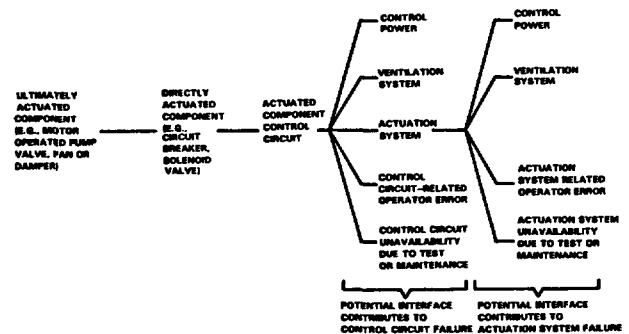 ULTIMATELY
ACTUATED
COMPONENT
(E.G., MOTOR
OPERATED PUMP
VALVE, FAN OR
DAMPER)
DIRECTLY
ACTUATED
COMPONENT
(E.G.,
CIRCUIT
BREAKER,
SOLENOID
VALVE)
ACTUATED
COMPONENT
CONTROL
CIRCUIT
CONTROL
POWER
VENTILATION
SYSTEM
ACTUATION
SYSTEM
CONTROL
CIRCUIT-RELATED
OPERATOR ERROR
CONTROL CIRCUIT
UNAVAILABILITY
DUE TO TEST
OR MAINTENANCE
POTENTIAL INTERFACE
CONTRIBUTES TO
CONTROL CIRCUIT FAILURE
CONTROL
POWER
VENTILATION
SYSTEM
ACTUATION
SYSTEM RELATED
OPERATOR ERROR
ACTUATION SYSTEM
UNAVAILABILITY
DUE TO TEST OR
MAINTENANCE
POTENTIAL INTERFACE
CONTRIBUTES TO
ACTUATION SYSTEM FAILURE